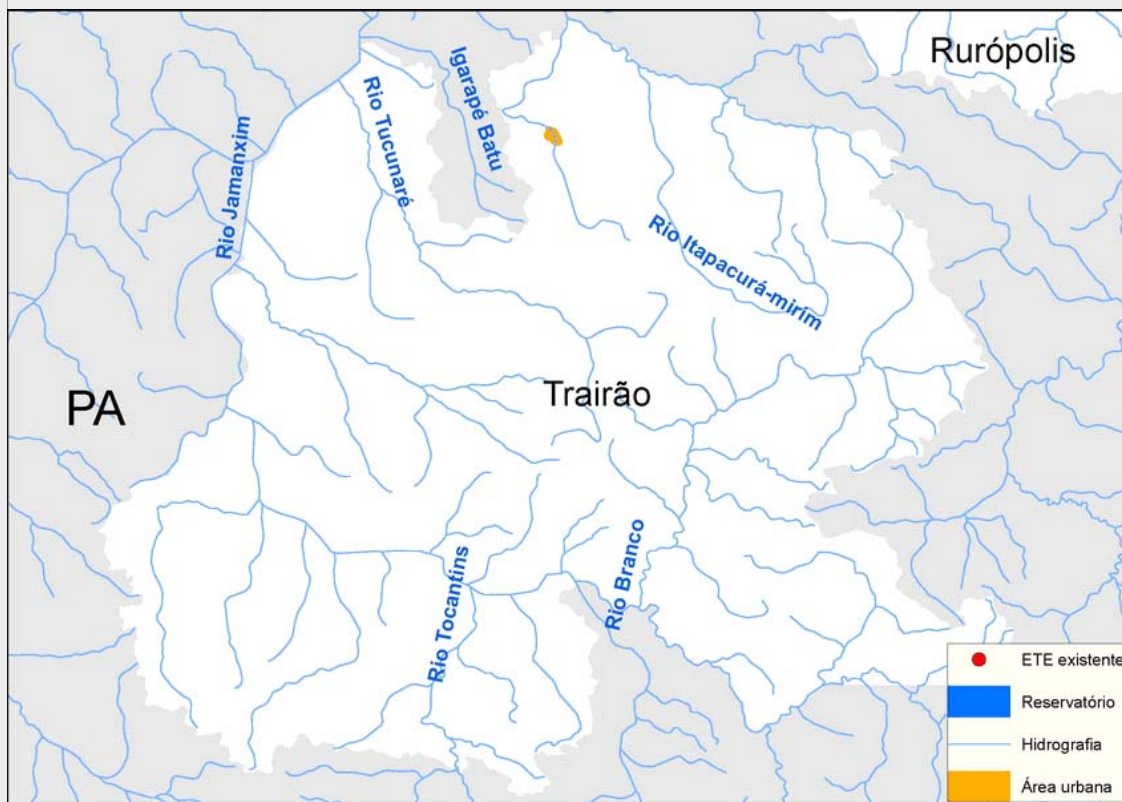 Rurópolis
Igarapé Batu
Rio Tucunaré
Rio Jamanxim
Rio Itapacurá-mirim
Trairão
PA
Rio Branco
Rio Tocantins
ETE existente
Reservatório
Hidrografia
Área urbana